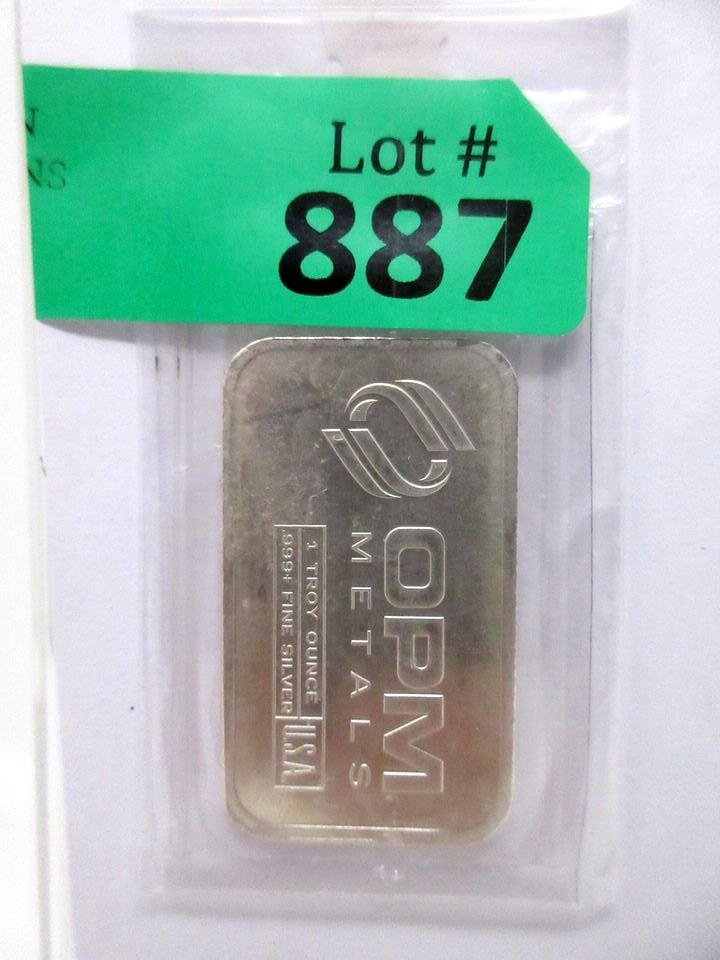 Lot #
887
OPM
METALS
1 TROY OUNCE
.999+ FINE SILVER
U.S.A.